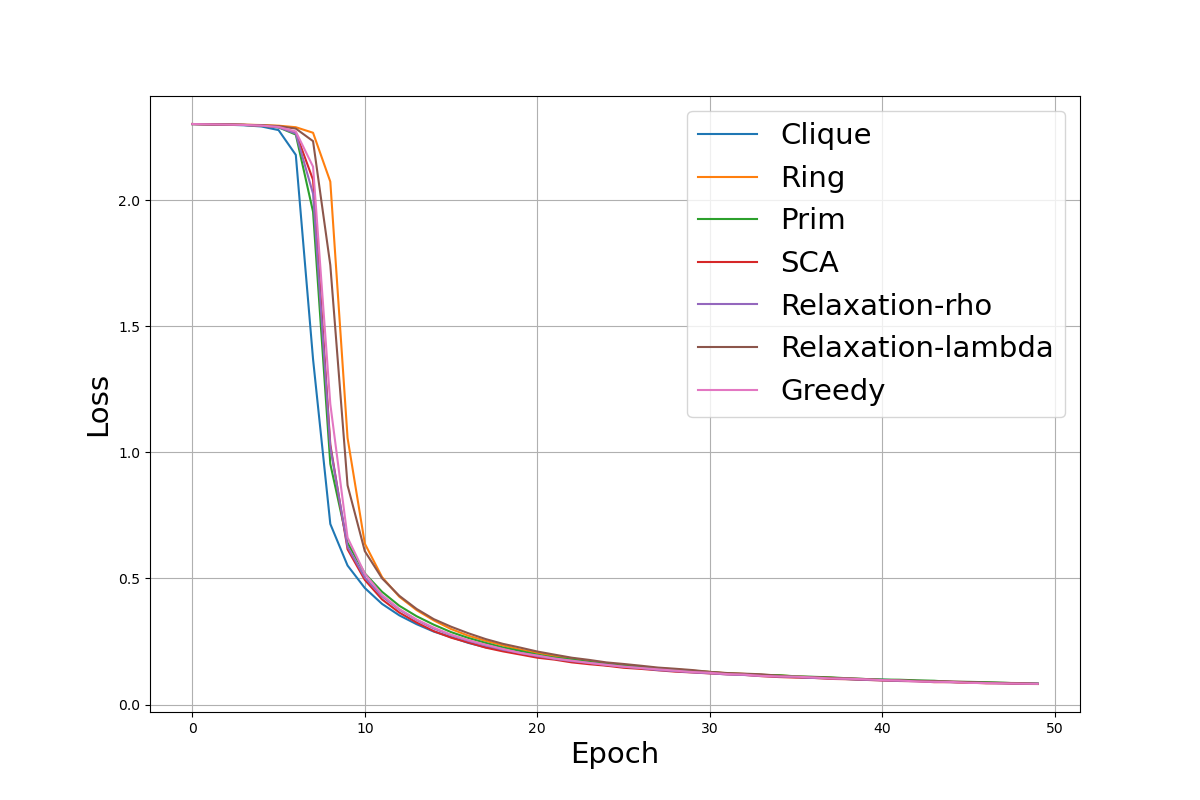 Clique
Ring
Prim
SCA
Relaxation-rho
Relaxation-lambda
Greedy
Loss
2.0
1.5
1.0
0.5
0.0
0 10 20 30 40 50
Epoch